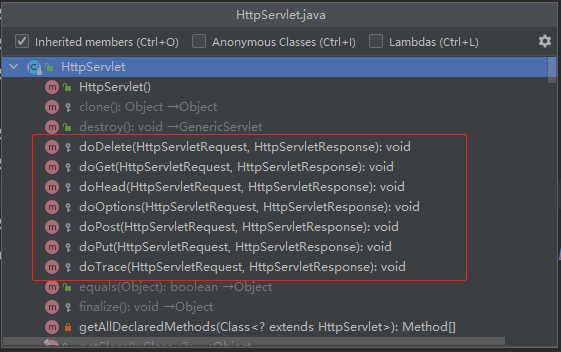 HttpServlet.java
Inherited members (Ctrl+O) Anonymous Classes (Ctrl+I) Lambdas (Ctrl+L)
HttpServlet
HttpServlet()
clone(): Object →Object
destroy(): void →GenericServlet
doDelete(HttpServletRequest, HttpServletResponse): void
doGet(HttpServletRequest, HttpServletResponse): void
doHead(HttpServletRequest, HttpServletResponse): void
doOptions(HttpServletRequest, HttpServletResponse): void
doPost(HttpServletRequest, HttpServletResponse): void
doPut(HttpServletRequest, HttpServletResponse): void
doTrace(HttpServletRequest, HttpServletResponse): void
equals(Object): boolean →Object
finalize(): void →Object
getAllDeclaredMethods(Class<? extends HttpServlet>): Method[]